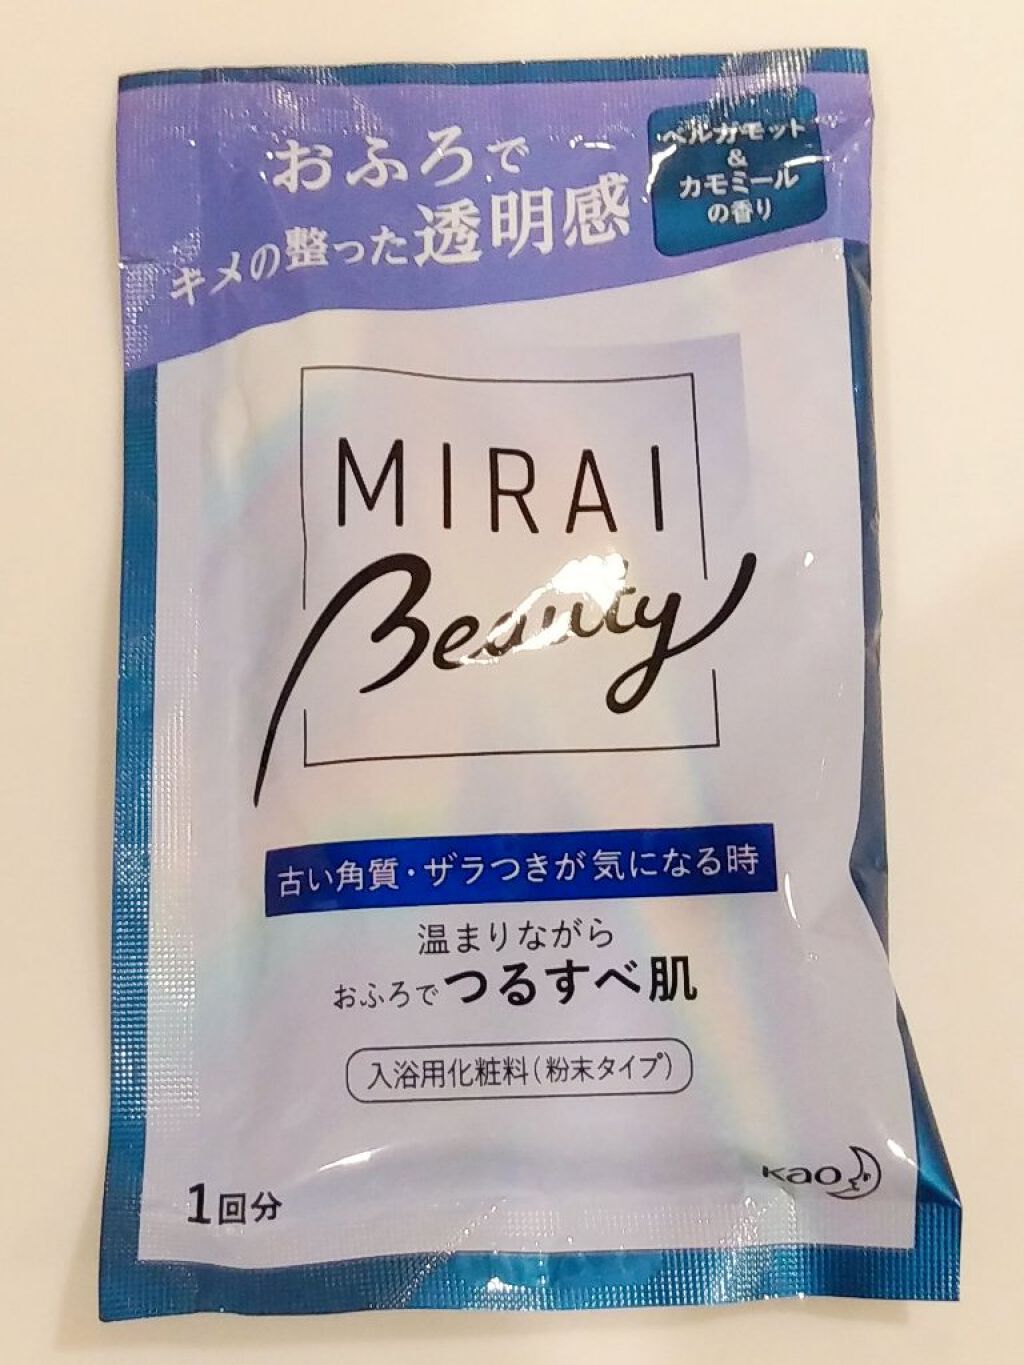 おふろで
キメの整った透明感
ベルガモット
&
カモミール
の香り
MIRAI
Beauty
古い角質・ザラつきが気になる時
温まりながら
おふろでつるすべ肌
入浴用化粧料(粉末タイプ)
1回分
Kao